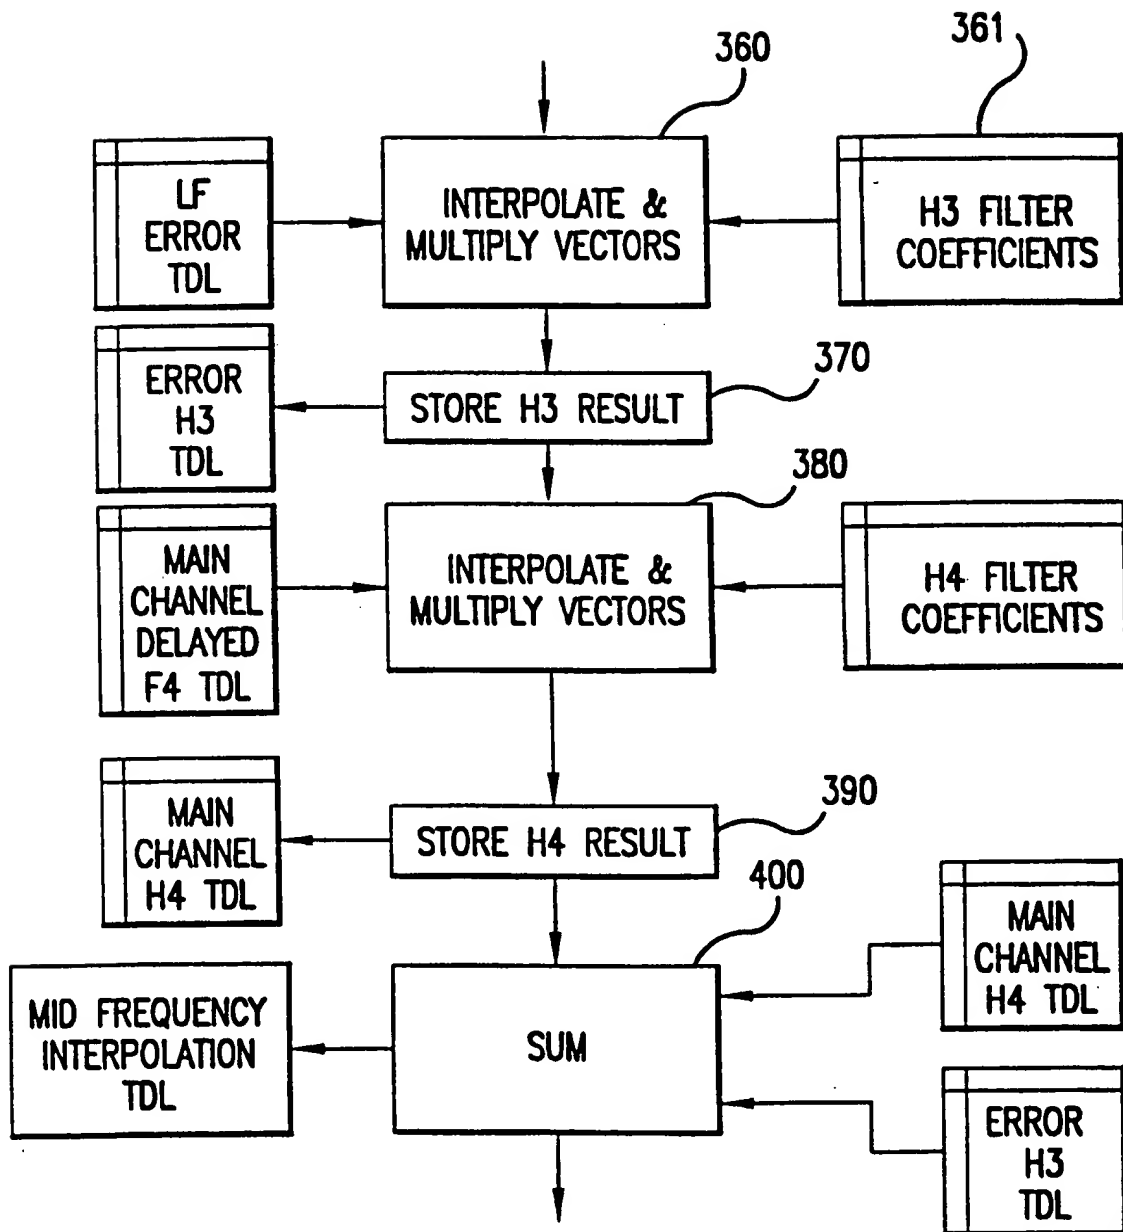 360
361
LF
ERROR
TDL
INTERPOLATE &
MULTIPLY VECTORS
H3 FILTER
COEFFICIENTS
ERROR
H3
TDL
370
STORE H3 RESULT
380
MAIN
CHANNEL
DELAYED
F4 TDL
INTERPOLATE &
MULTIPLY VECTORS
H4 FILTER
COEFFICIENTS
MAIN
CHANNEL
H4 TDL
390
STORE H4 RESULT
400
MID FREQUENCY
INTERPOLATION
TDL
SUM
MAIN
CHANNEL
H4 TDL
ERROR
H3
TDL